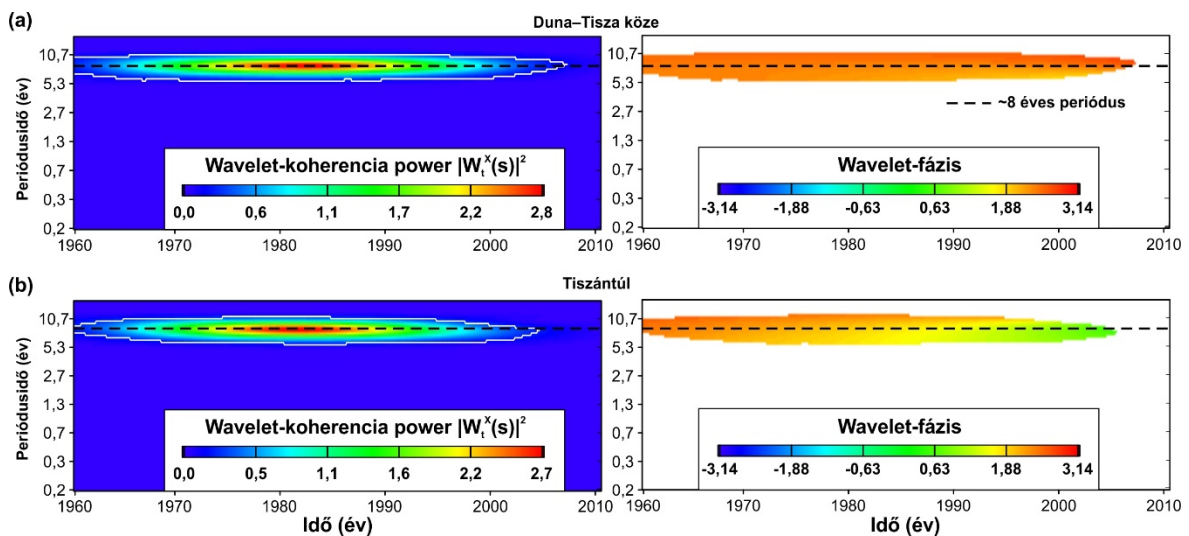 (a)
Duna–Tisza köze
Periódusidő (év)
10,7
5,3
2,7
1,3
0,7
0,3
0,2
Wavelet-koherencia power |Wₜˣ(s)|²
0,0 0,6 1,1 1,7 2,2 2,8
1960 1970 1980 1990 2000 2010
10,7
5,3
2,7
1,3
0,7
0,3
0,2
~8 éves periódus
Wavelet-fázis
-3,14 -1,88 -0,63 0,63 1,88 3,14
1960 1970 1980 1990 2000 2010
(b)
Tiszántúl
Periódusidő (év)
10,7
5,3
2,7
1,3
0,7
0,3
0,2
Wavelet-koherencia power |Wₜˣ(s)|²
0,0 0,5 1,1 1,6 2,2 2,7
1960 1970 1980 1990 2000 2010
Idő (év)
10,7
5,3
2,7
1,3
0,7
0,3
0,2
Wavelet-fázis
-3,14 -1,88 -0,63 0,63 1,88 3,14
1960 1970 1980 1990 2000 2010
Idő (év)